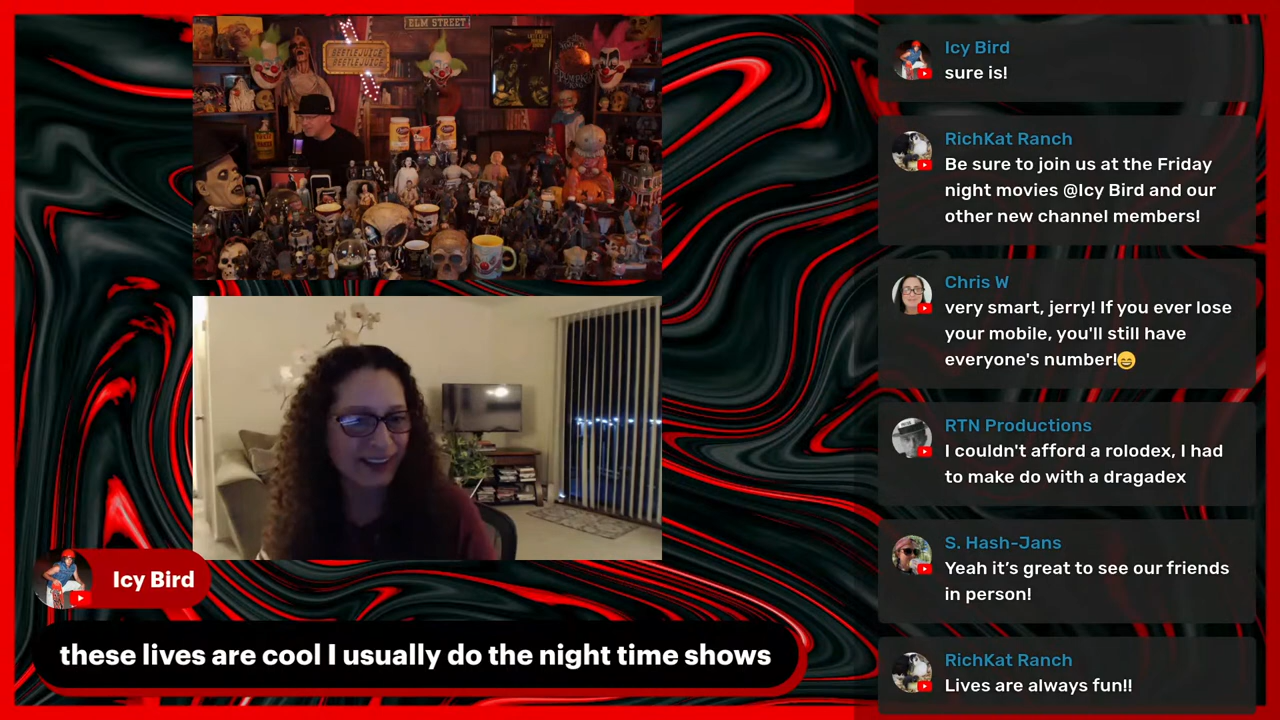 ELM STREET
BEETLEJUICE
BEETLEJUICE
Icy Bird
these lives are cool I usually do the night time shows
Icy Bird
sure is!
RichKat Ranch
Be sure to join us at the Friday
night movies @Icy Bird and our
other new channel members!
Chris W
very smart, jerry! If you ever lose
your mobile, you'll still have
everyone's number!😄
RTN Productions
I couldn't afford a rolodex, I had
to make do with a dragadex
S. Hash-Jans
Yeah it’s great to see our friends
in person!
RichKat Ranch
Lives are always fun!!